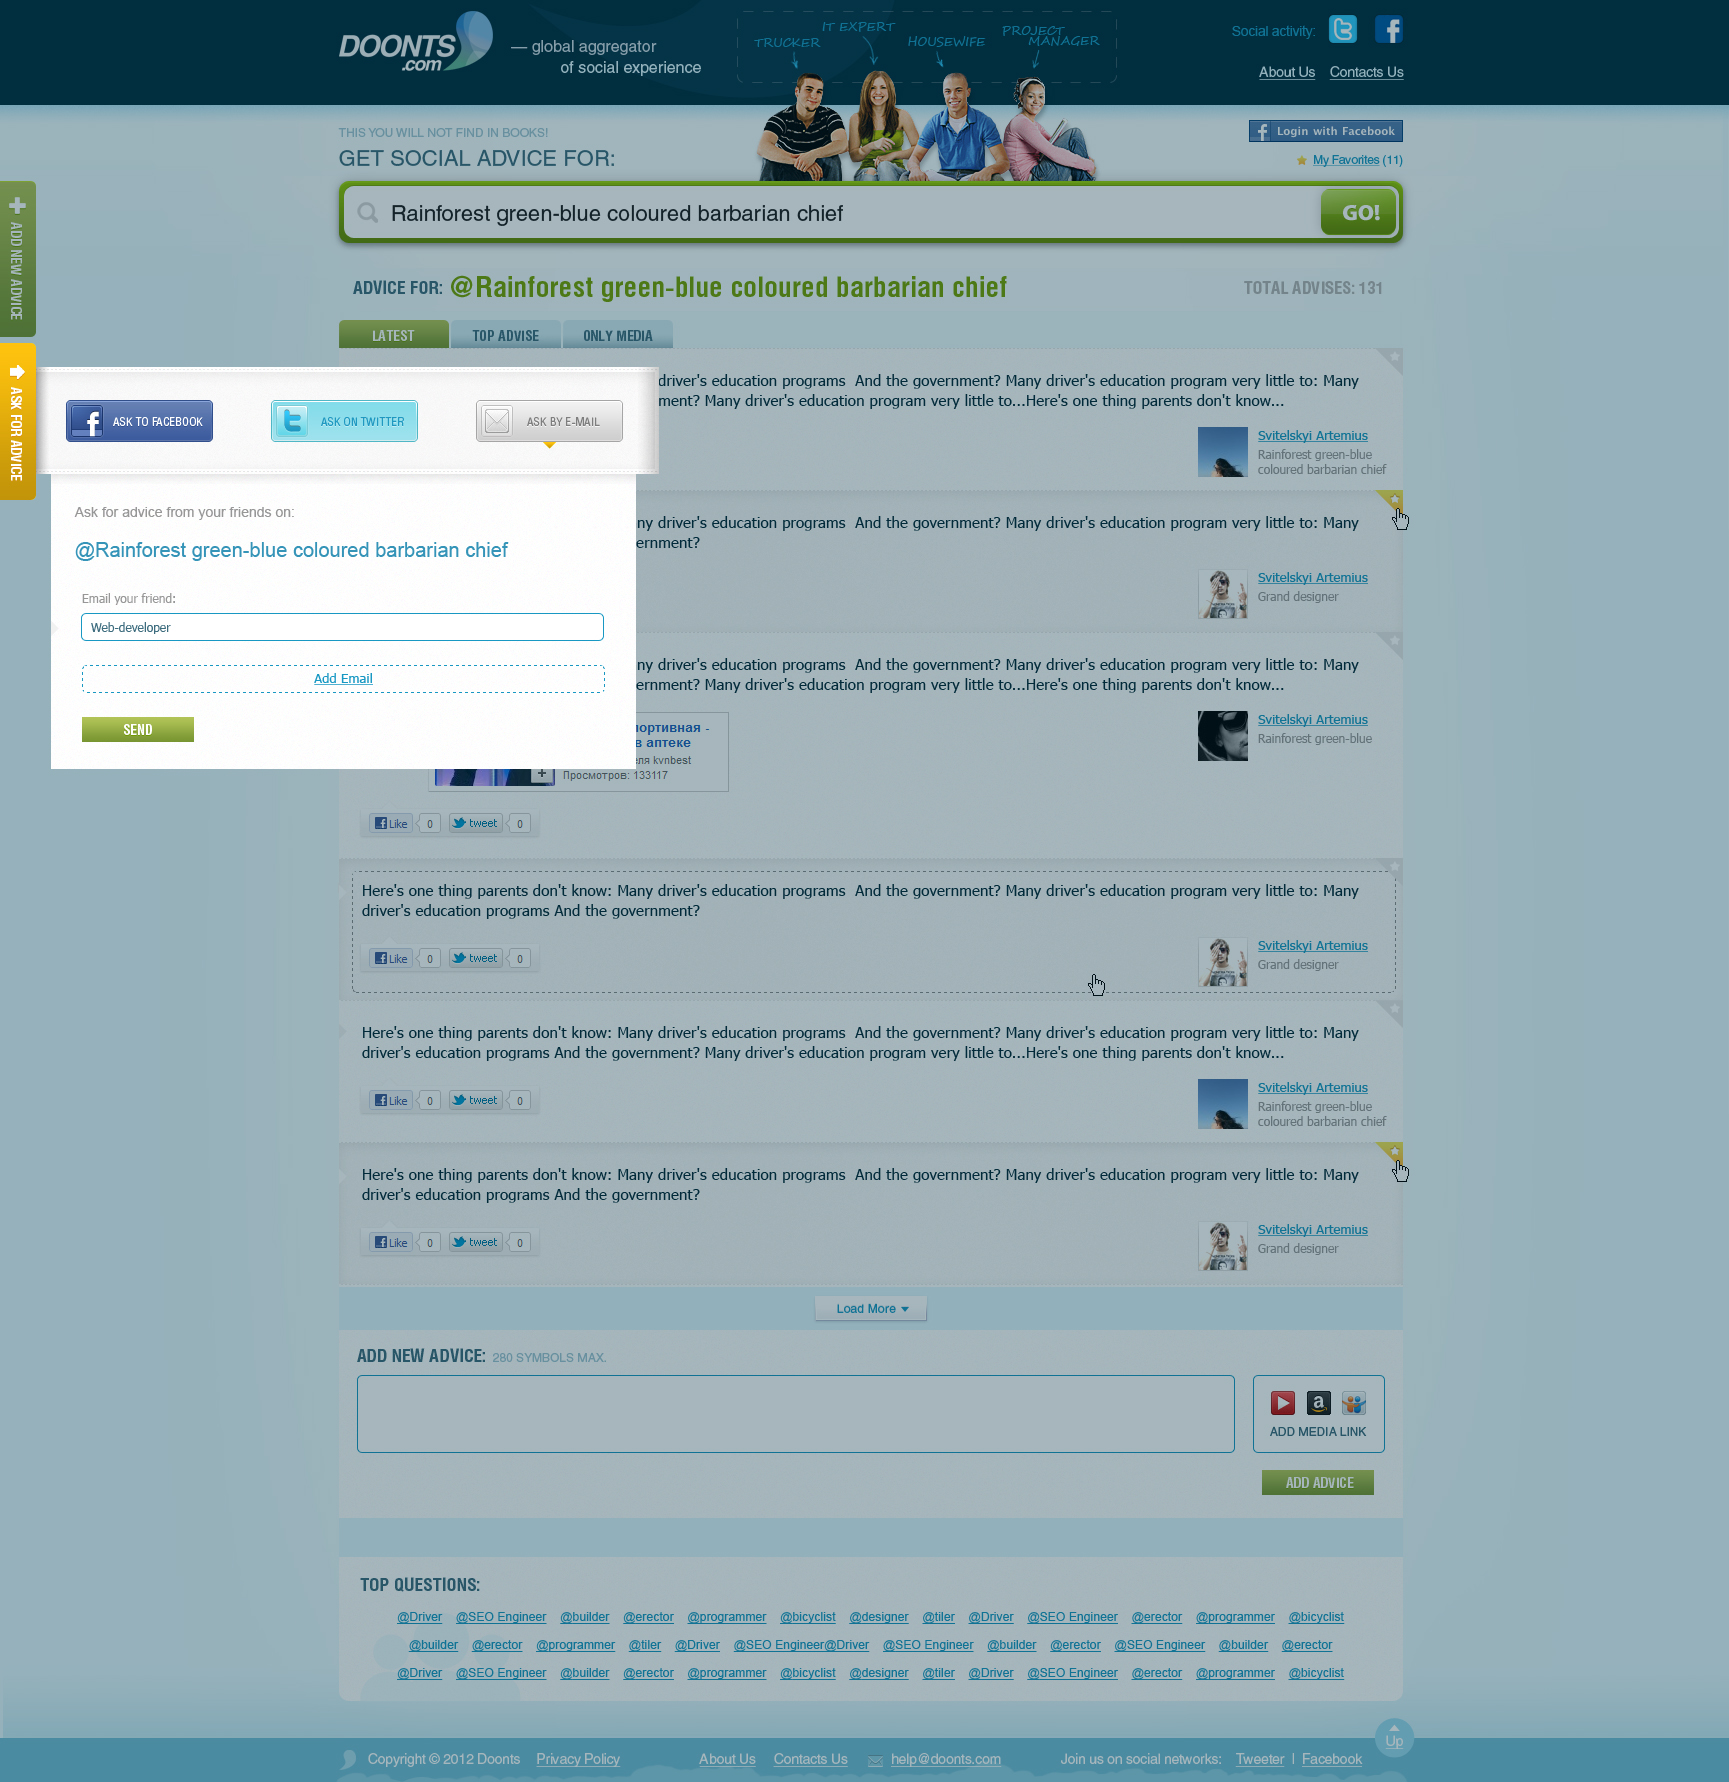 DOONTS
.com
— global aggregator
of social experience
TRUCKER
IT EXPERT
HOUSEWIFE
PROJECT
MANAGER
Social activity:
About Us Contacts Us
THIS YOU WILL NOT FIND IN BOOKS!
GET SOCIAL ADVICE FOR:
Login with Facebook
My Favorites (11)
Rainforest green-blue coloured barbarian chief
GO!
ADD NEW ADVICE
ASK FOR ADVICE
ADVICE FOR: @Rainforest green-blue coloured barbarian chief
TOTAL ADVISES: 131
LATEST TOP ADVISE ONLY MEDIA
driver's education programs And the government? Many driver's education program very little to: Many
ment? Many driver's education program very little to...Here's one thing parents don't know...
Svitelskyi Artemius
Rainforest green-blue
coloured barbarian chief
ASK TO FACEBOOK
ASK ON TWITTER
ASK BY E-MAIL
Ask for advice from your friends on:
@Rainforest green-blue coloured barbarian chief
Email your friend:
Web-developer
Add Email
SEND
ny driver's education programs And the government? Many driver's education program very little to: Many
ernment?
Svitelskyi Artemius
Grand designer
ny driver's education programs And the government? Many driver's education program very little to: Many
ernment? Many driver's education program very little to...Here's one thing parents don't know...
портивная -
в аптеке
еля kvnbest
Просмотров: 133117
Svitelskyi Artemius
Rainforest green-blue
Like 0 tweet 0
Here's one thing parents don't know: Many driver's education programs And the government? Many driver's education program very little to: Many
driver's education programs And the government?
Like 0 tweet 0
Svitelskyi Artemius
Grand designer
Here's one thing parents don't know: Many driver's education programs And the government? Many driver's education program very little to: Many
driver's education programs And the government? Many driver's education program very little to...Here's one thing parents don't know...
Like 0 tweet 0
Svitelskyi Artemius
Rainforest green-blue
coloured barbarian chief
Here's one thing parents don't know: Many driver's education programs And the government? Many driver's education program very little to: Many
driver's education programs And the government?
Like 0 tweet 0
Svitelskyi Artemius
Grand designer
Load More
ADD NEW ADVICE: 280 SYMBOLS MAX.
ADD MEDIA LINK
ADD ADVICE
TOP QUESTIONS:
@Driver @SEO Engineer @builder @erector @programmer @bicyclist @designer @tiler @Driver @SEO Engineer @erector @programmer @bicyclist
@builder @erector @programmer @tiler @Driver @SEO Engineer@Driver @SEO Engineer @builder @erector @SEO Engineer @builder @erector
@Driver @SEO Engineer @builder @erector @programmer @bicyclist @designer @tiler @Driver @SEO Engineer @erector @programmer @bicyclist
Up
Copyright © 2012 Doonts Privacy Policy About Us Contacts Us help@doonts.com Join us on social networks: Tweeter | Facebook